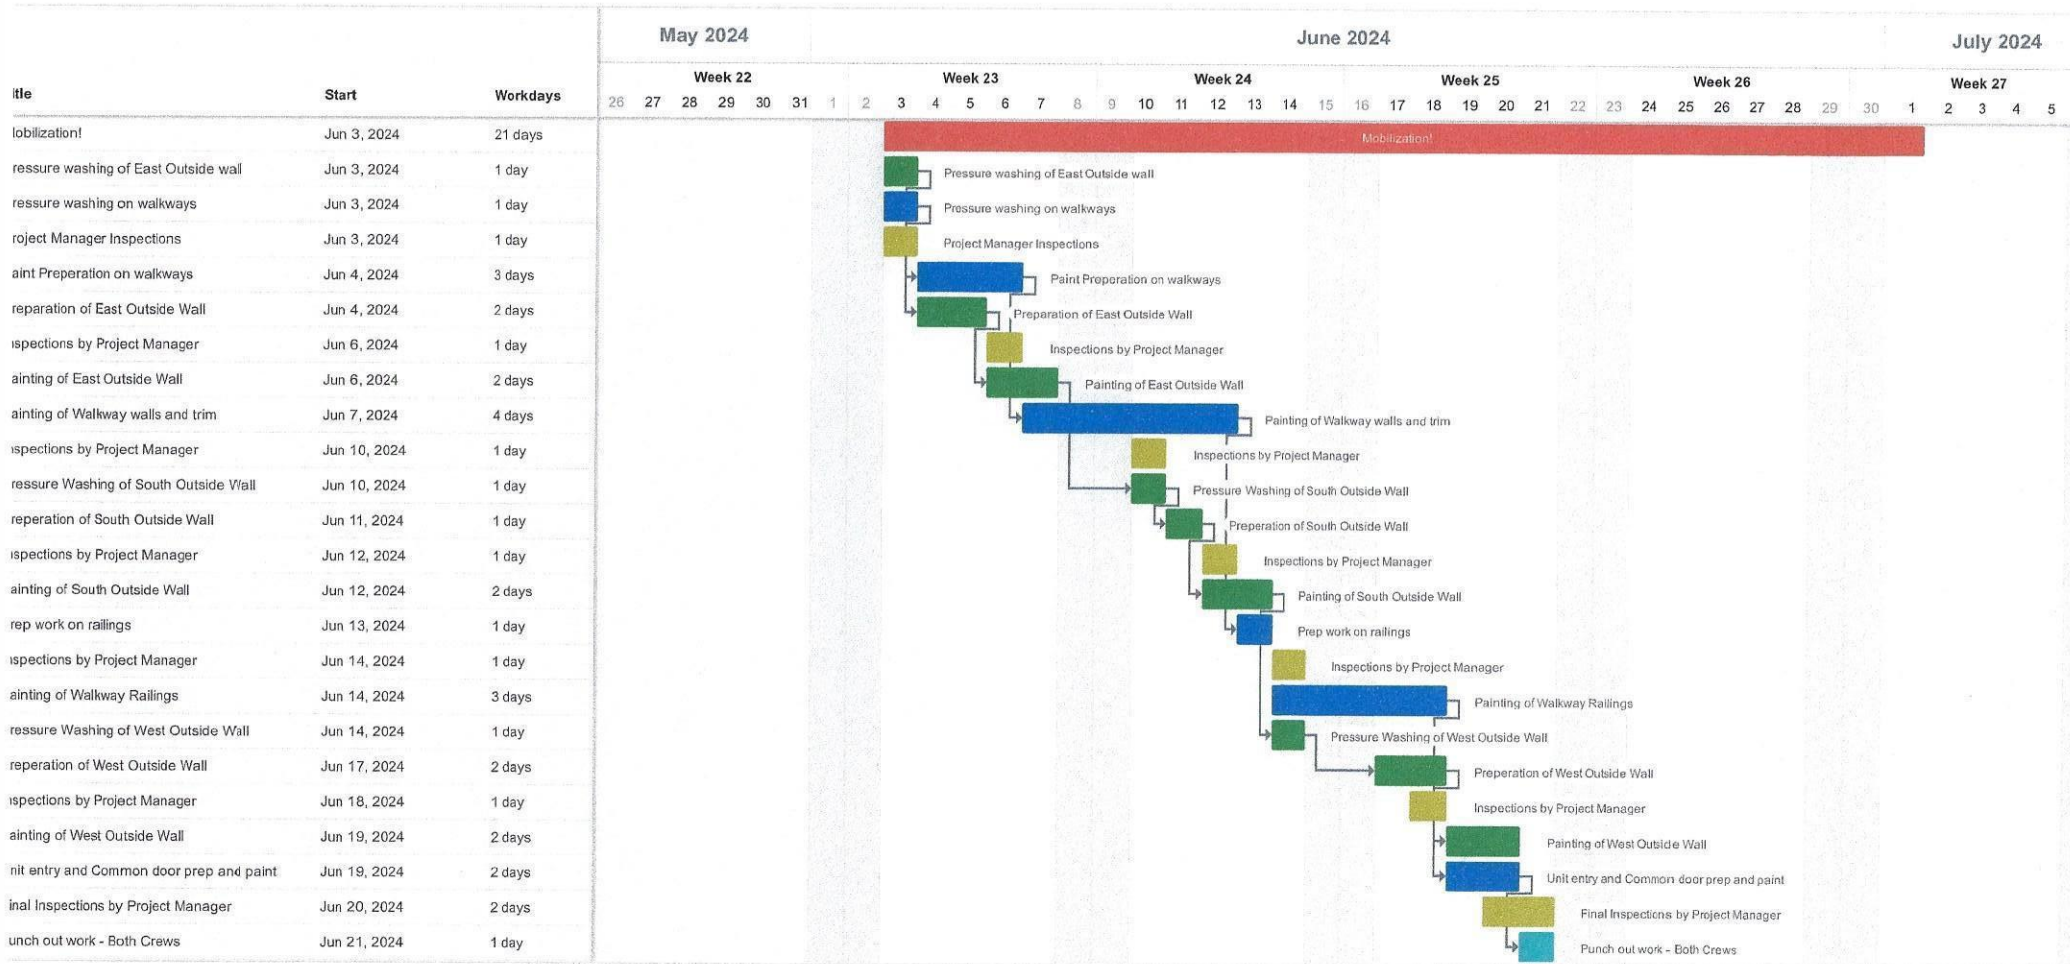 May 2024 June 2024 July 2024
Week 22 Week 23 Week 24 Week 25 Week 26 Week 27
itle Start Workdays 26 27 28 29 30 31 1 2 3 4 5 6 7 8 9 10 11 12 13 14 15 16 17 18 19 20 21 22 23 24 25 26 27 28 29 30 1 2 3 4 5
lobilization! Jun 3, 2024 21 days Mobilization!
ressure washing of East Outside wall Jun 3, 2024 1 day Pressure washing of East Outside wall
ressure washing on walkways Jun 3, 2024 1 day Pressure washing on walkways
roject Manager Inspections Jun 3, 2024 1 day Project Manager Inspections
aint Preperation on walkways Jun 4, 2024 3 days Paint Preperation on walkways
reparation of East Outside Wall Jun 4, 2024 2 days Preparation of East Outside Wall
ispections by Project Manager Jun 6, 2024 1 day Inspections by Project Manager
ainting of East Outside Wall Jun 6, 2024 2 days Painting of East Outside Wall
ainting of Walkway walls and trim Jun 7, 2024 4 days Painting of Walkway walls and trim
ispections by Project Manager Jun 10, 2024 1 day Inspections by Project Manager
ressure Washing of South Outside Wall Jun 10, 2024 1 day Pressure Washing of South Outside Wall
reperation of South Outside Wall Jun 11, 2024 1 day Preperation of South Outside Wall
ispections by Project Manager Jun 12, 2024 1 day Inspections by Project Manager
ainting of South Outside Wall Jun 12, 2024 2 days Painting of South Outside Wall
rep work on railings Jun 13, 2024 1 day Prep work on railings
ispections by Project Manager Jun 14, 2024 1 day Inspections by Project Manager
ainting of Walkway Railings Jun 14, 2024 3 days Painting of Walkway Railings
ressure Washing of West Outside Wall Jun 14, 2024 1 day Pressure Washing of West Outside Wall
reperation of West Outside Wall Jun 17, 2024 2 days Preperation of West Outside Wall
ispections by Project Manager Jun 18, 2024 1 day Inspections by Project Manager
ainting of West Outside Wall Jun 19, 2024 2 days Painting of West Outside Wall
nit entry and Common door prep and paint Jun 19, 2024 2 days Unit entry and Common door prep and paint
inal Inspections by Project Manager Jun 20, 2024 2 days Final Inspections by Project Manager
unch out work - Both Crews Jun 21, 2024 1 day Punch out work - Both Crews